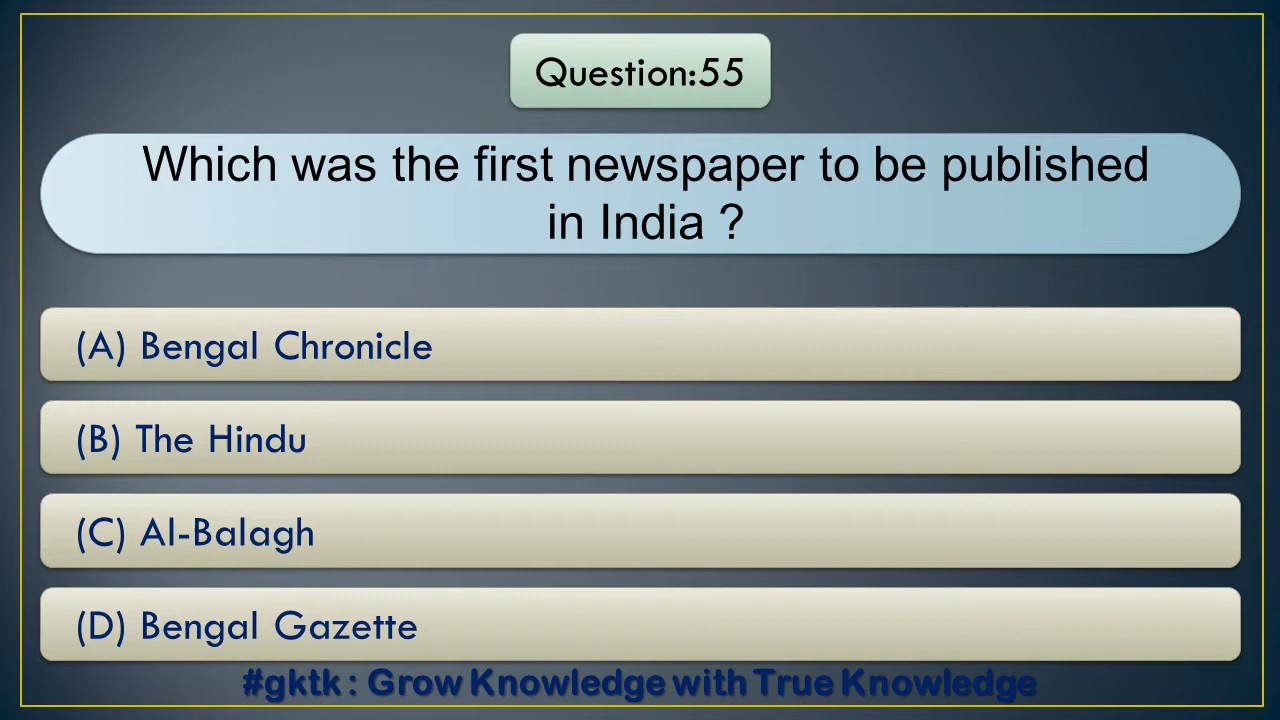 Question:55
Which was the first newspaper to be published
in India ?
(A) Bengal Chronicle
(B) The Hindu
(C) Al-Balagh
(D) Bengal Gazette
#gktk : Grow Knowledge with True Knowledge